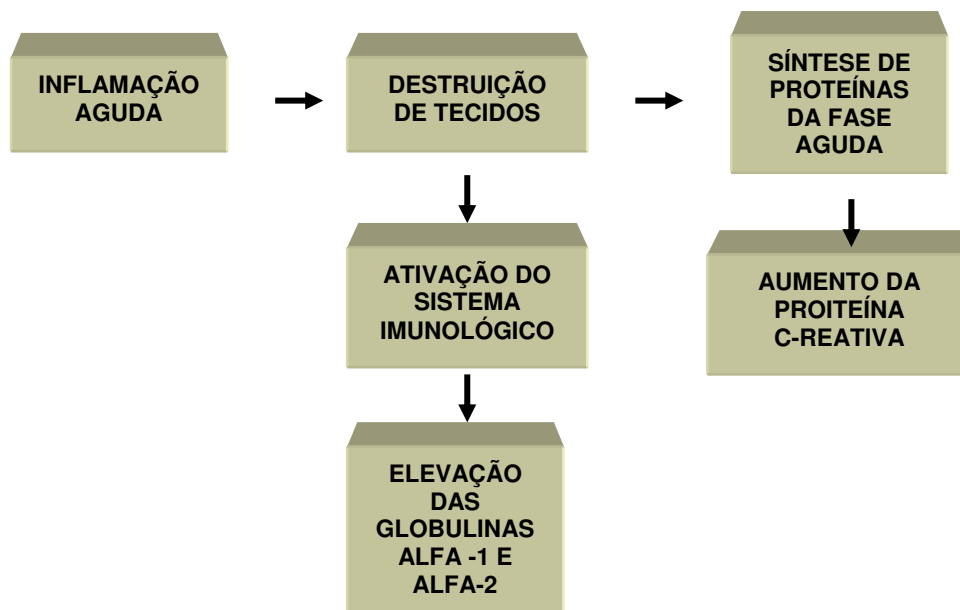 INFLAMAÇÃO
AGUDA
DESTRUIÇÃO
DE TECIDOS
SÍNTESE DE
PROTEÍNAS
DA FASE
AGUDA
ATIVAÇÃO DO
SISTEMA
IMUNOLÓGICO
AUMENTO DA
PROITEÍNA
C-REATIVA
ELEVAÇÃO
DAS
GLOBULINAS
ALFA -1 E
ALFA-2